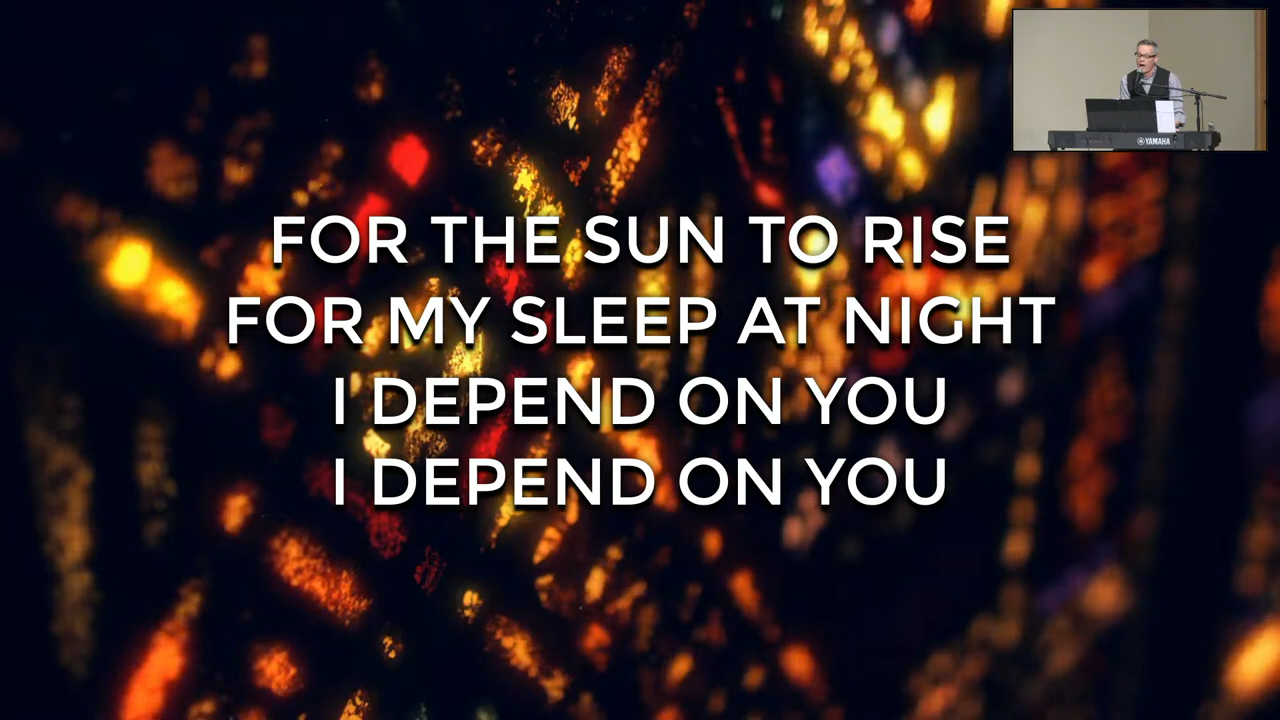 YAMAHA
FOR THE SUN TO RISE
FOR MY SLEEP AT NIGHT
I DEPEND ON YOU
I DEPEND ON YOU